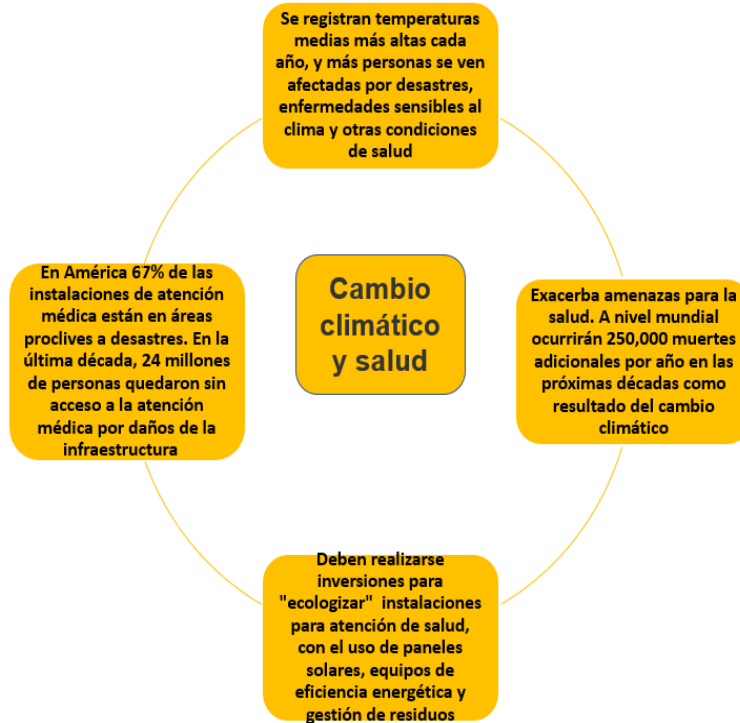 Se registran temperaturas
medias más altas cada
año, y más personas se ven
afectadas por desastres,
enfermedades sensibles al
clima y otras condiciones
de salud
En América 67% de las
instalaciones de atención
médica están en áreas
proclives a desastres. En la
última década, 24 millones
de personas quedaron sin
acceso a la atención
médica por daños de la
infraestructura
Cambio
climático
y salud
Exacerba amenazas para la
salud. A nivel mundial
ocurrirán 250,000 muertes
adicionales por año en las
próximas décadas como
resultado del cambio
climático
Deben realizarse
inversiones para
"ecologizar" instalaciones
para atención de salud,
con el uso de paneles
solares, equipos de
eficiencia energética y
gestión de residuos